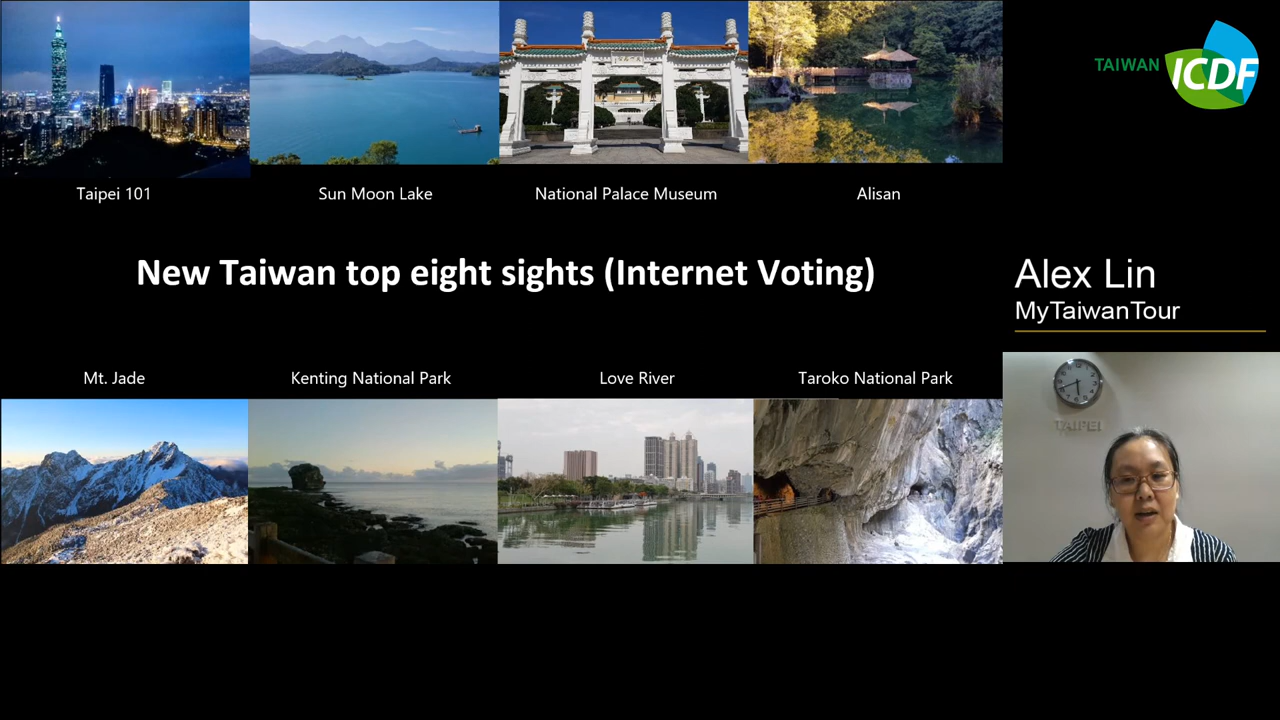 TAIWAN ICDF
Taipei 101
Sun Moon Lake
National Palace Museum
Alisan
New Taiwan top eight sights (Internet Voting)
Alex Lin
MyTaiwanTour
Mt. Jade
Kenting National Park
Love River
Taroko National Park
TAIPEI